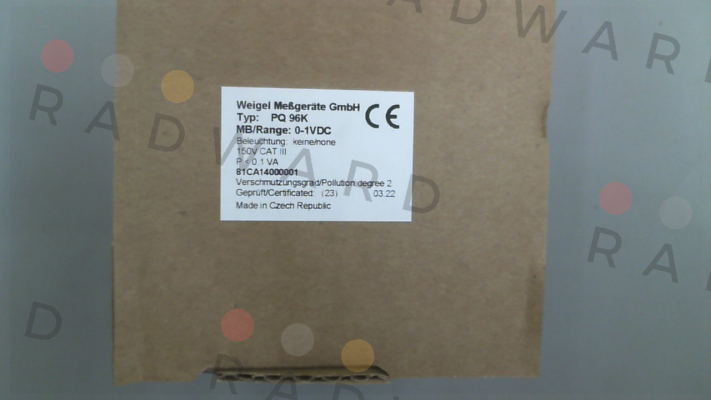 RADWARD
RADWARD
Weigel Meßgeräte GmbH
CE
Typ: PQ 96K
MB/Range: 0-1VDC
Beleuchtung: keine/none
150V CAT III
P < 0.1 VA
81CA14000001
Verschmutzungsgrad/Pollution degree 2
Geprüft/Certificated: (23) 03.22
Made in Czech Republic
RA
D
RADWARD